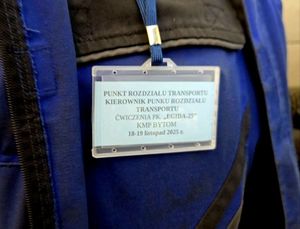 PUNKT ROZDZIAŁU TRANSPORTU
KIEROWNIK PUNKU ROZDZIAŁU
TRANSPORTU
ĆWICZENIA PK. „EGIDA-25”
KMP BYTOM
18-19 listopad 2025 r.